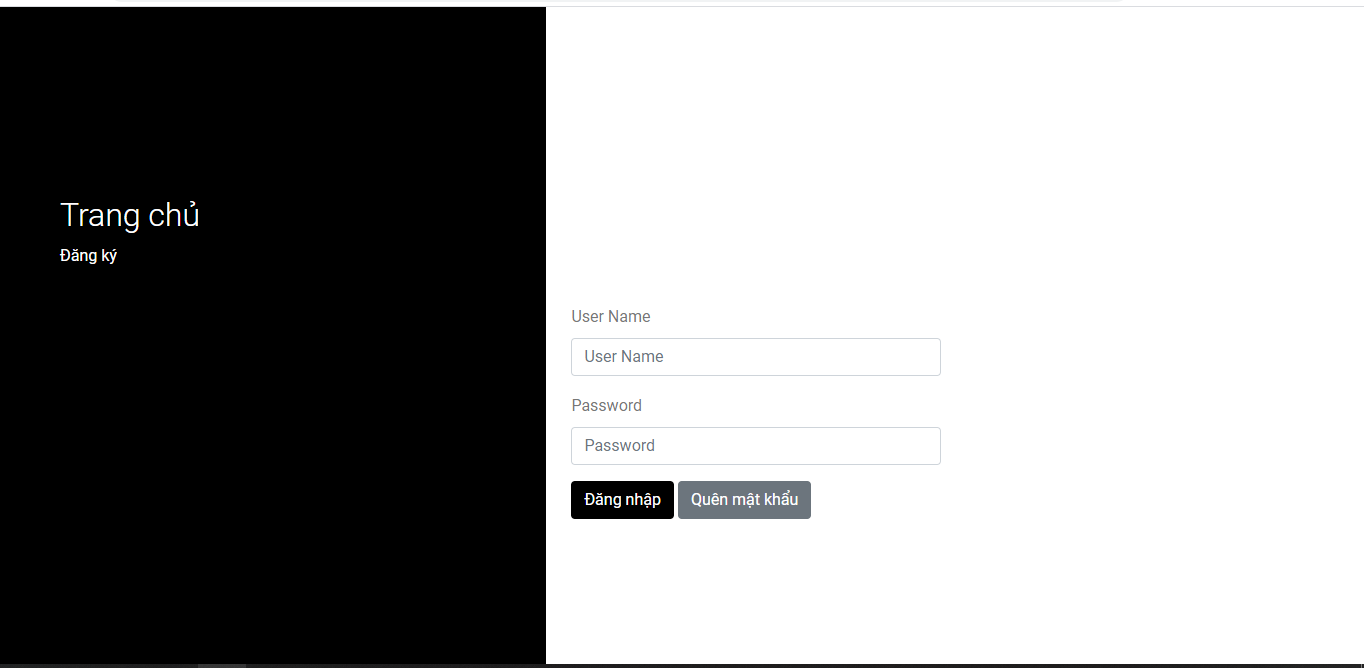 Trang chủ
Đăng ký
User Name
User Name
Password
Password
Đăng nhập Quên mật khẩu